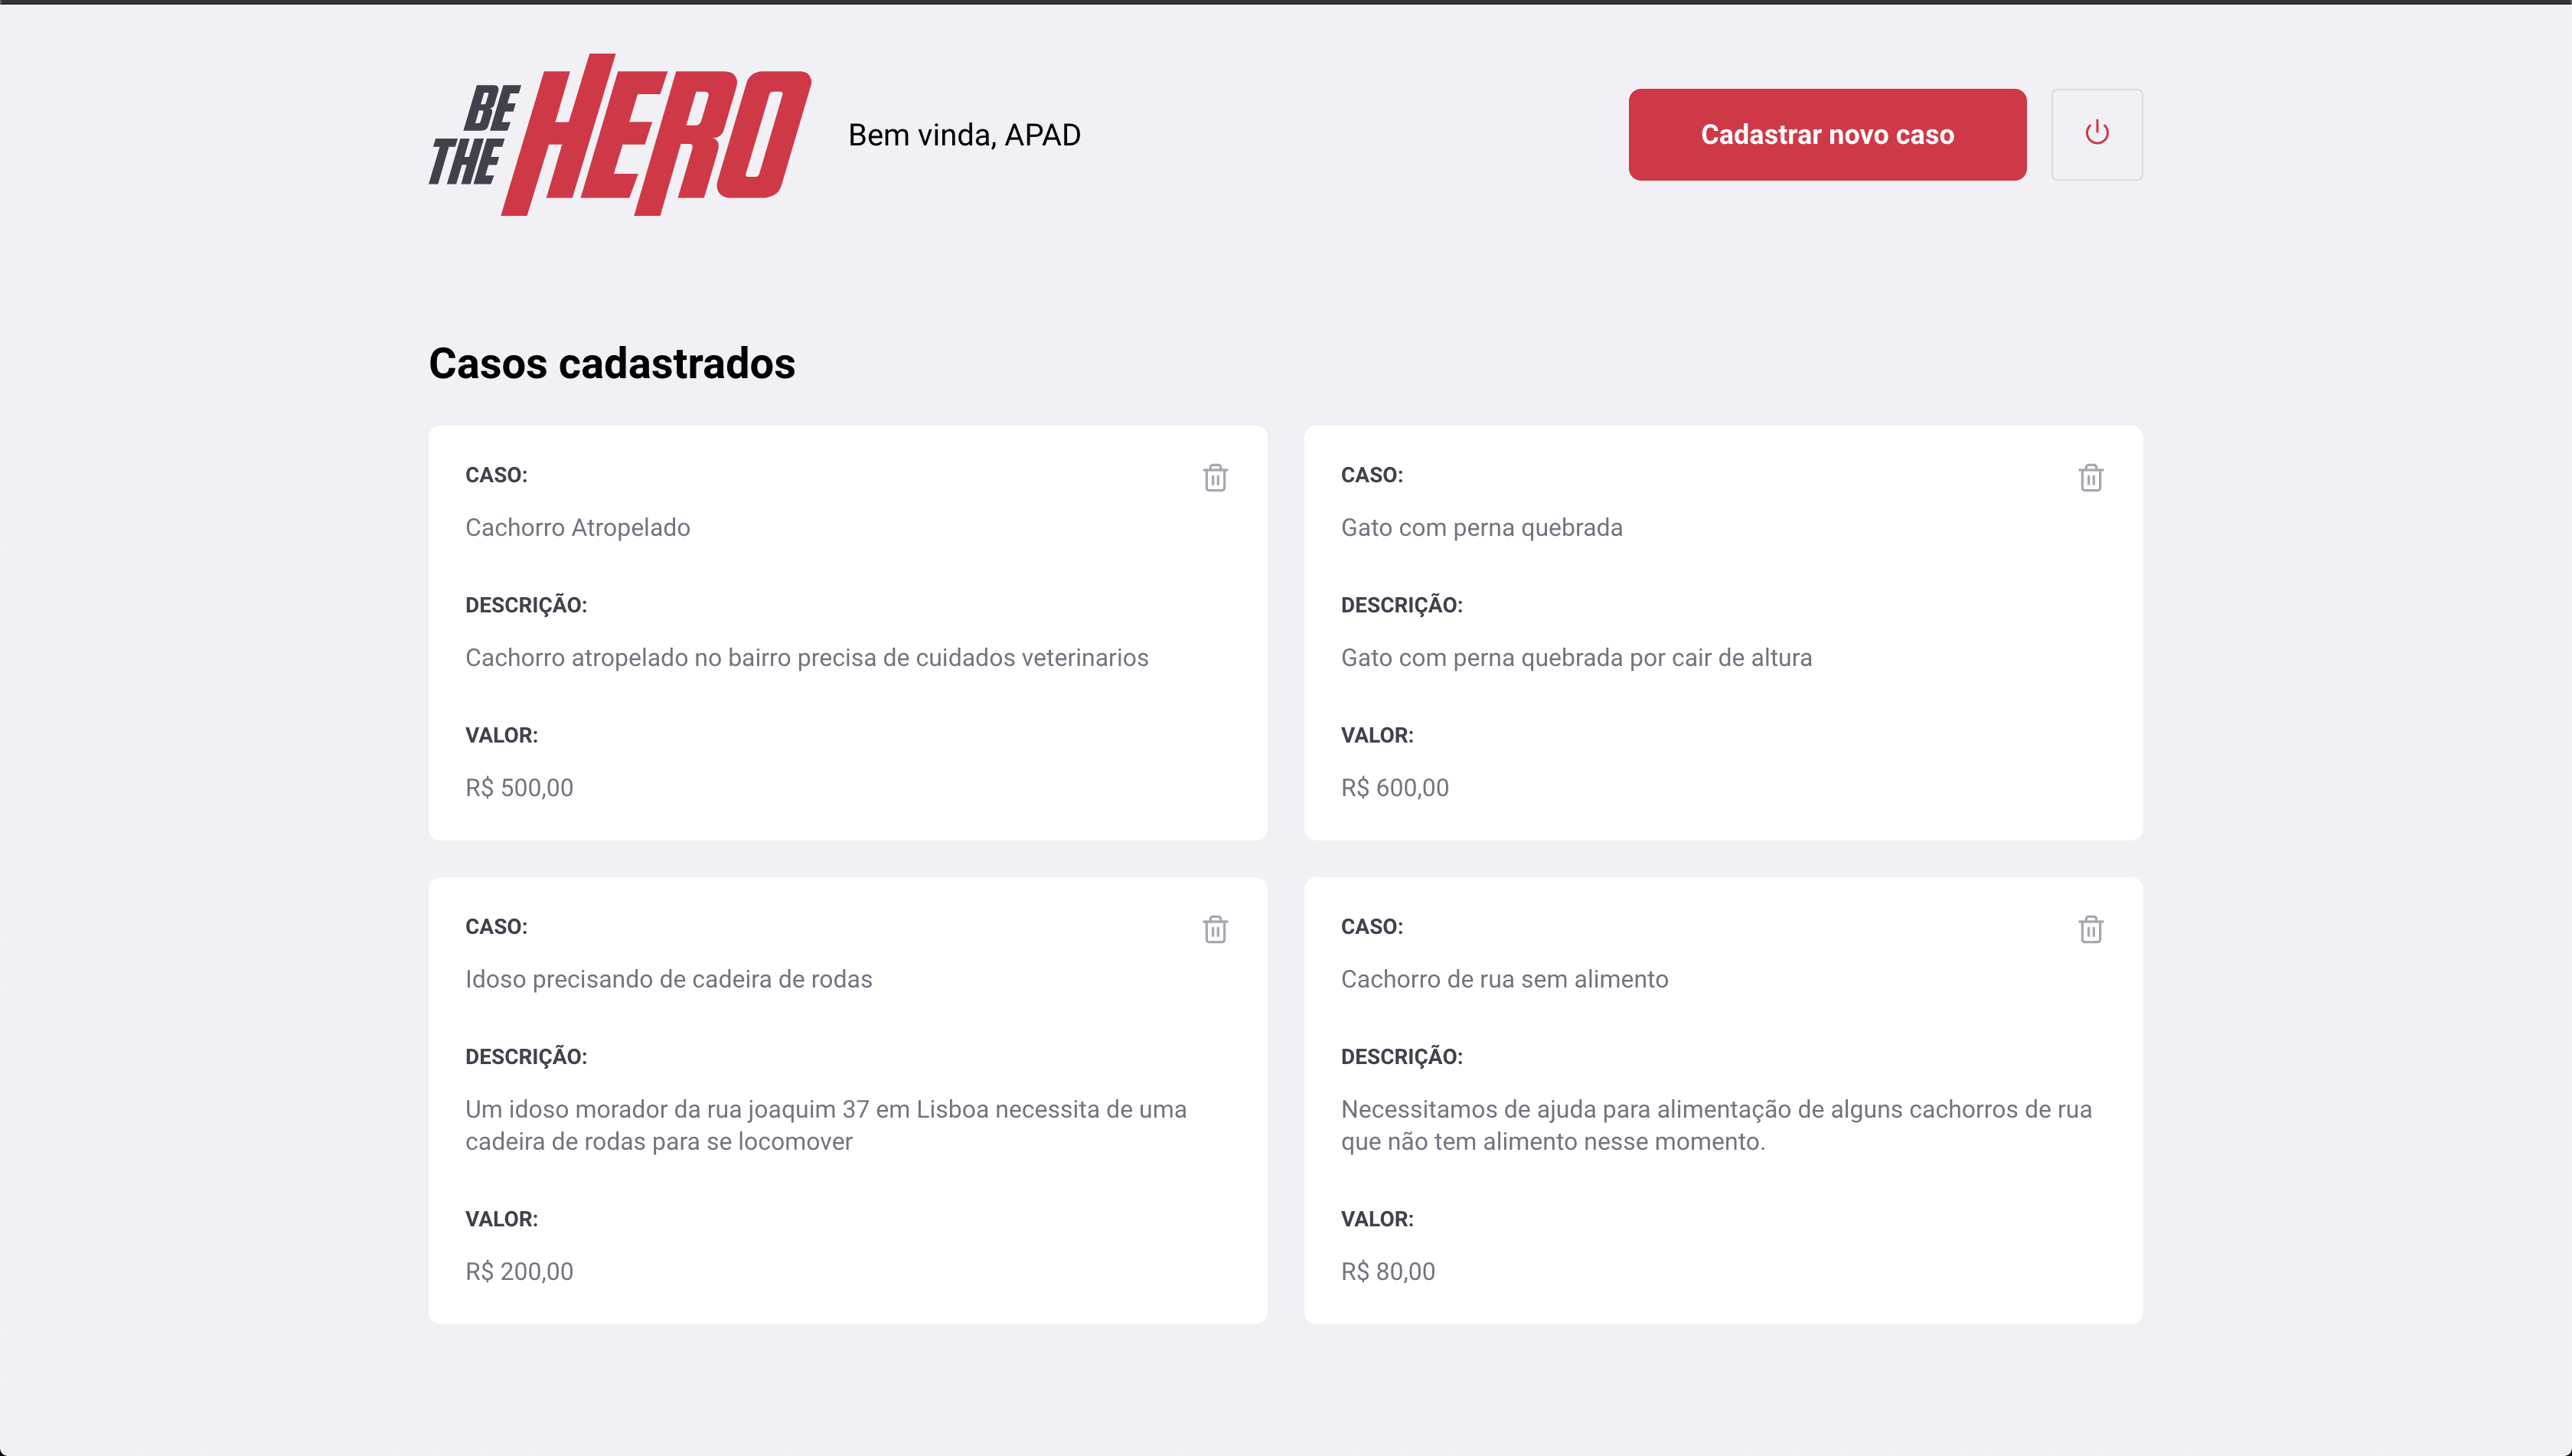 BE
THE
HERO
Bem vinda, APAD
Cadastrar novo caso
Casos cadastrados
CASO:
Cachorro Atropelado
DESCRIÇÃO:
Cachorro atropelado no bairro precisa de cuidados veterinarios
VALOR:
R$ 500,00
CASO:
Gato com perna quebrada
DESCRIÇÃO:
Gato com perna quebrada por cair de altura
VALOR:
R$ 600,00
CASO:
Idoso precisando de cadeira de rodas
DESCRIÇÃO:
Um idoso morador da rua joaquim 37 em Lisboa necessita de uma
cadeira de rodas para se locomover
VALOR:
R$ 200,00
CASO:
Cachorro de rua sem alimento
DESCRIÇÃO:
Necessitamos de ajuda para alimentação de alguns cachorros de rua
que não tem alimento nesse momento.
VALOR:
R$ 80,00